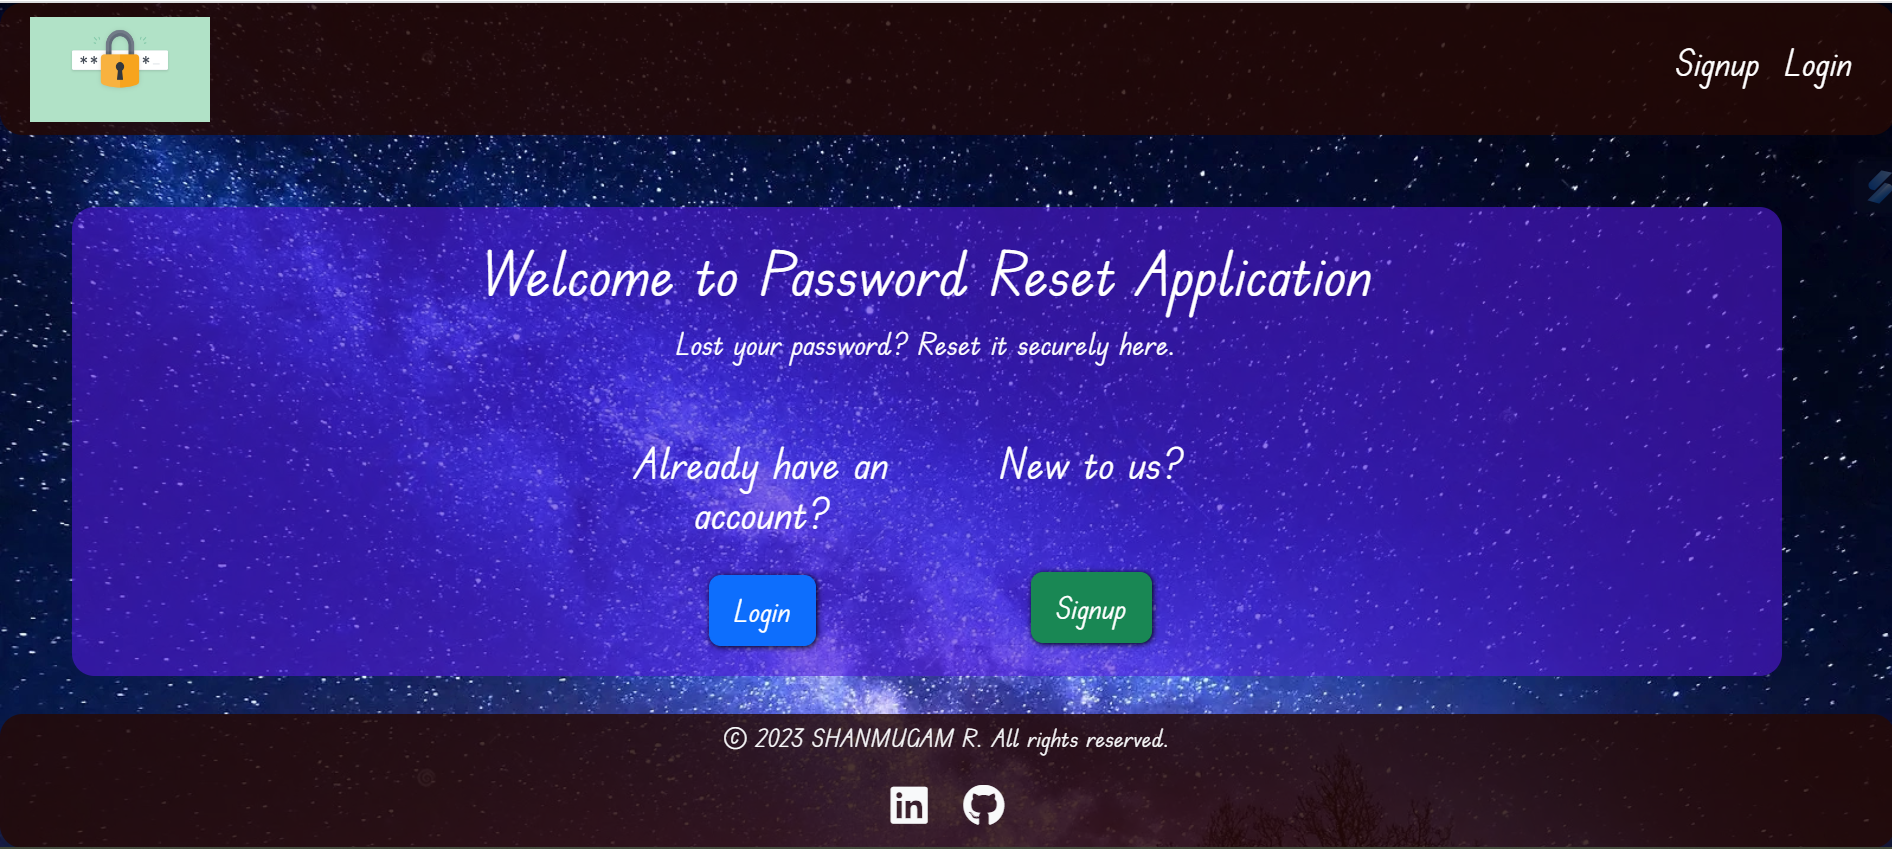 ** *
Signup Login
Welcome to Password Reset Application
Lost your password? Reset it securely here.
Already have an
account?
New to us?
Login
Signup
© 2023 SHANMUGAM R. All rights reserved.
in